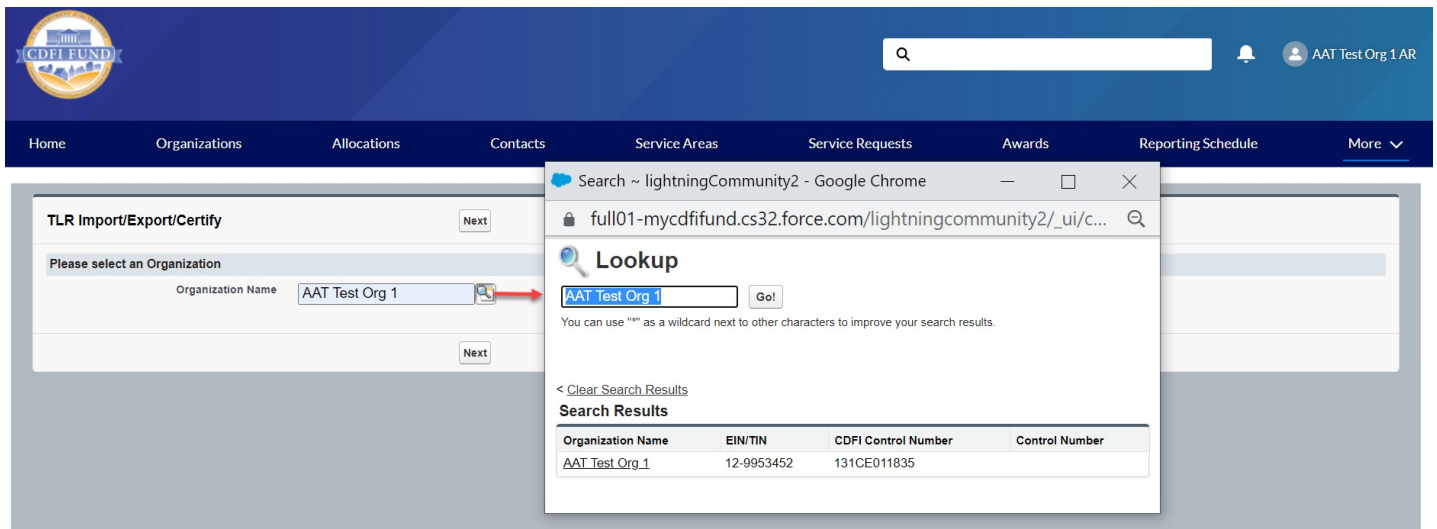 CDFI FUND
AAT Test Org 1 AR
Home Organizations Allocations Contacts Service Areas Service Requests Awards Reporting Schedule More
TLR Import/Export/Certify Next
Please select an Organization
Organization Name AAT Test Org 1
Next
Search ~ lightningCommunity2 - Google Chrome
full01-mycdfifund.cs32.force.com/lightningcommunity2/_ui/c...
Lookup
AAT Test Org 1 Go!
You can use "*" as a wildcard next to other characters to improve your search results.
< Clear Search Results
Search Results
Organization Name EIN/TIN CDFI Control Number Control Number
AAT Test Org 1 12-9953452 131CE011835